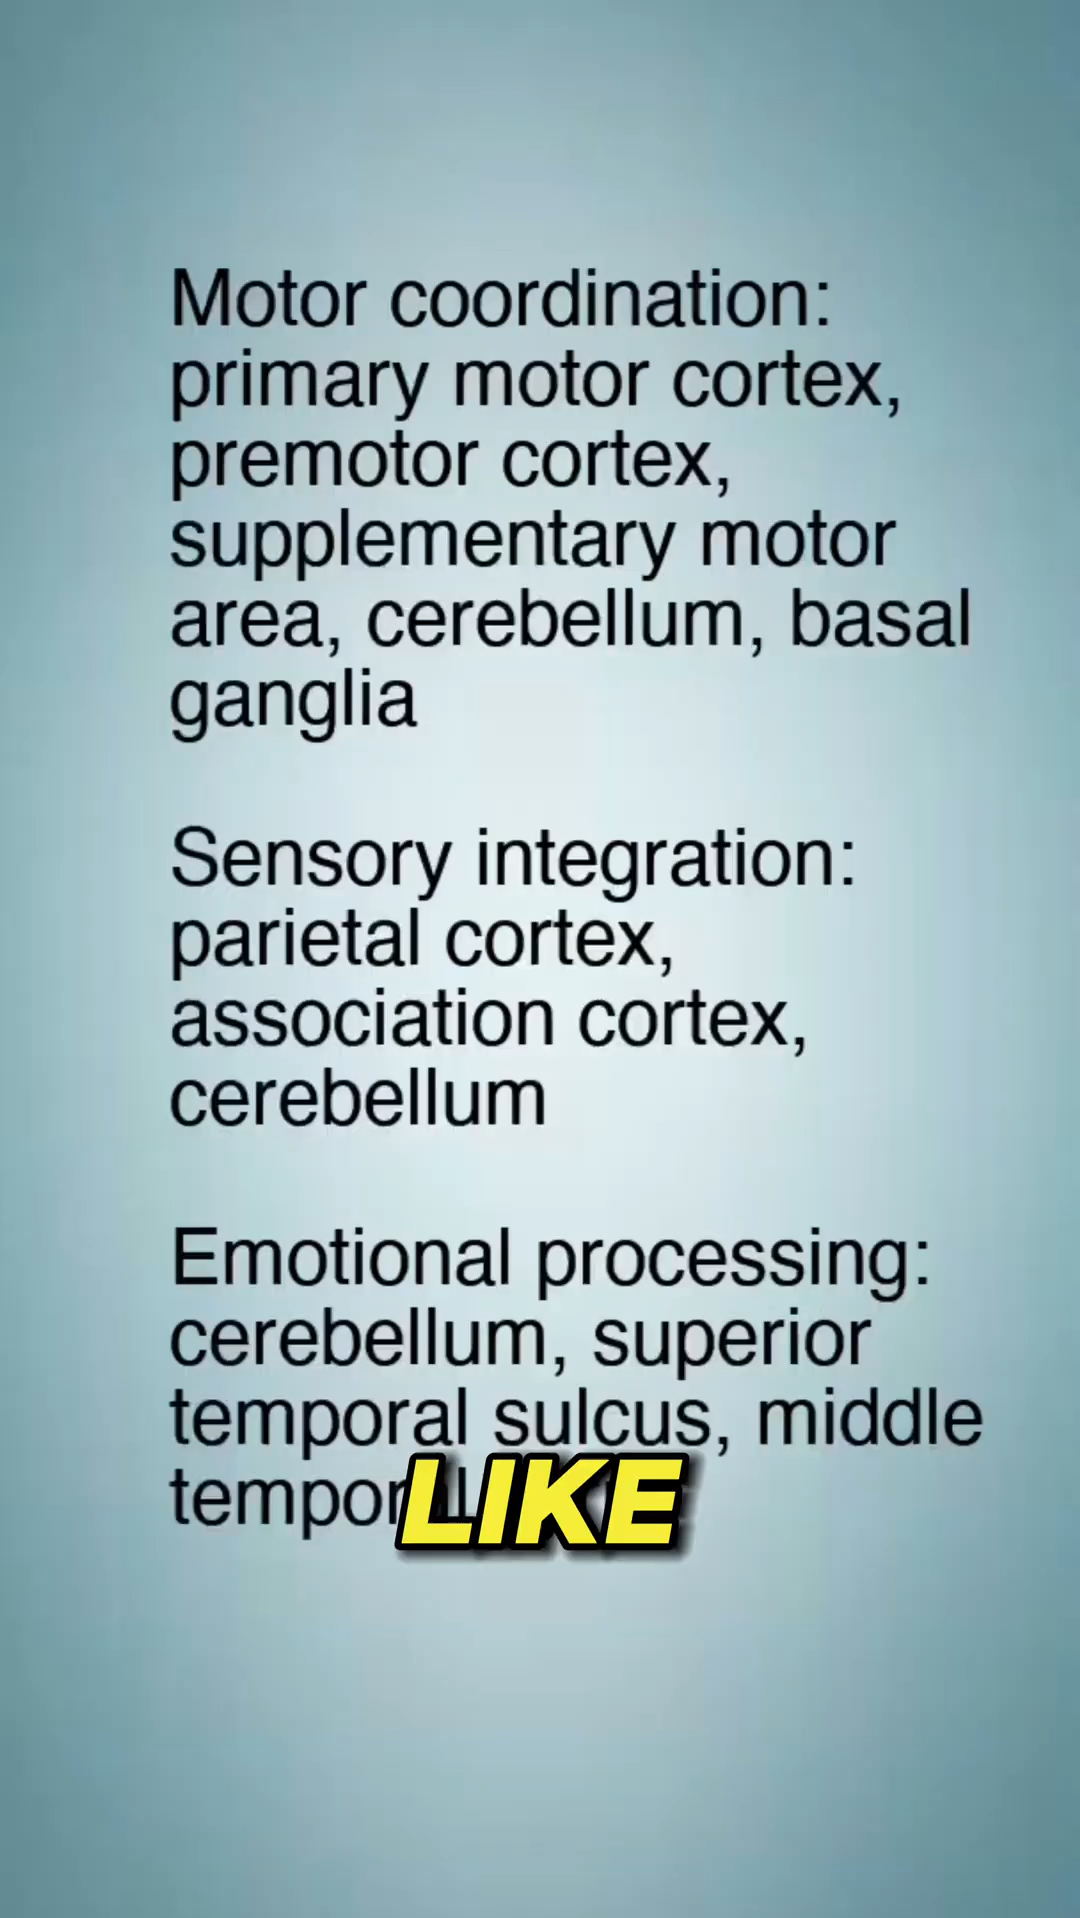 Motor coordination:
primary motor cortex,
premotor cortex,
supplementary motor
area, cerebellum, basal
ganglia
Sensory integration:
parietal cortex,
association cortex,
cerebellum
Emotional processing:
cerebellum, superior
temporal sulcus, middle
temporal
LIKE